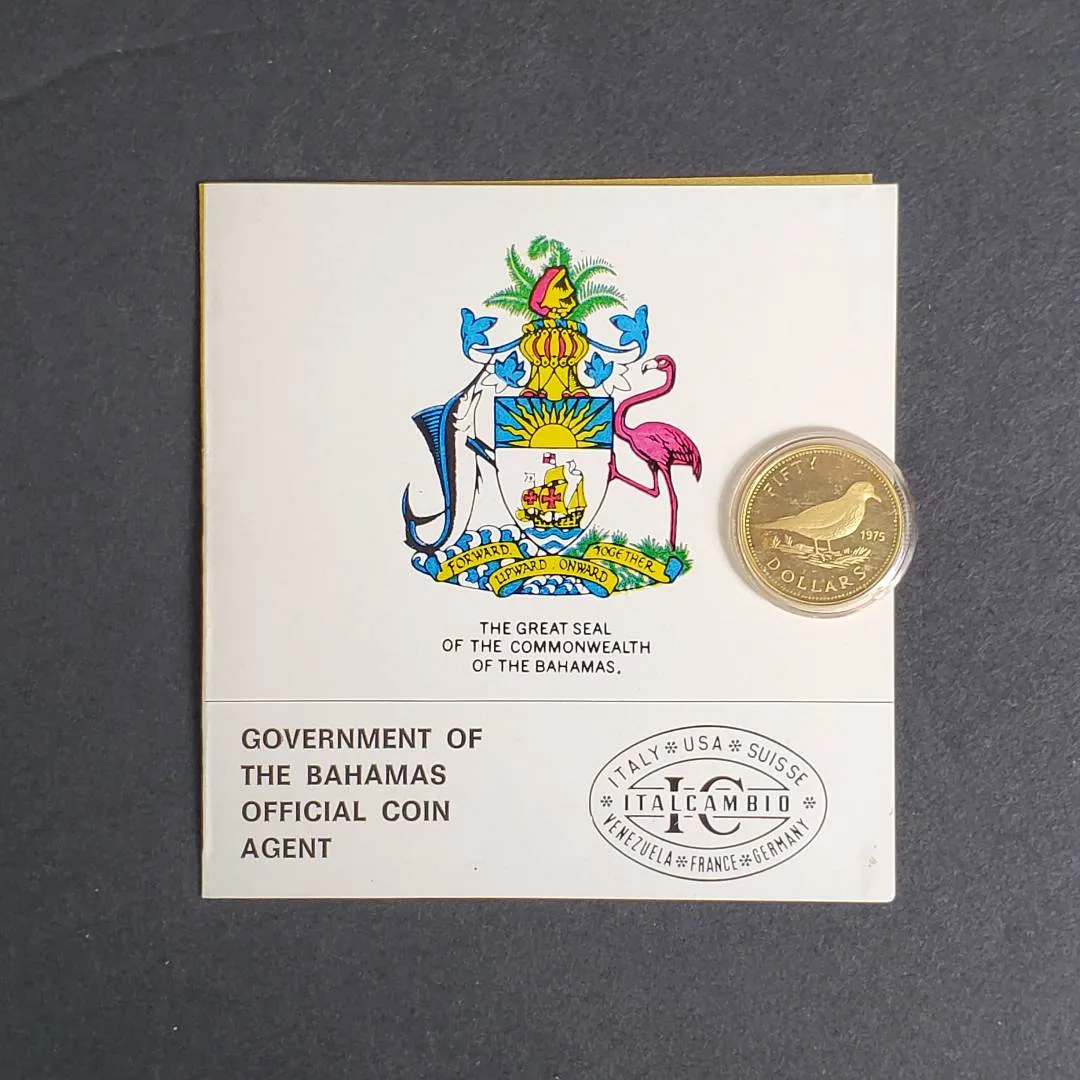 FORWARD
UPWARD . ONWARD
TOGETHER
THE GREAT SEAL
OF THE COMMONWEALTH
OF THE BAHAMAS.
FIFTY
1975
DOLLARS
GOVERNMENT OF
THE BAHAMAS
OFFICIAL COIN
AGENT
ITALY * USA * SUISSE
IC
* ITALCAMBIO *
VENEZUELA * FRANCE * GERMANY